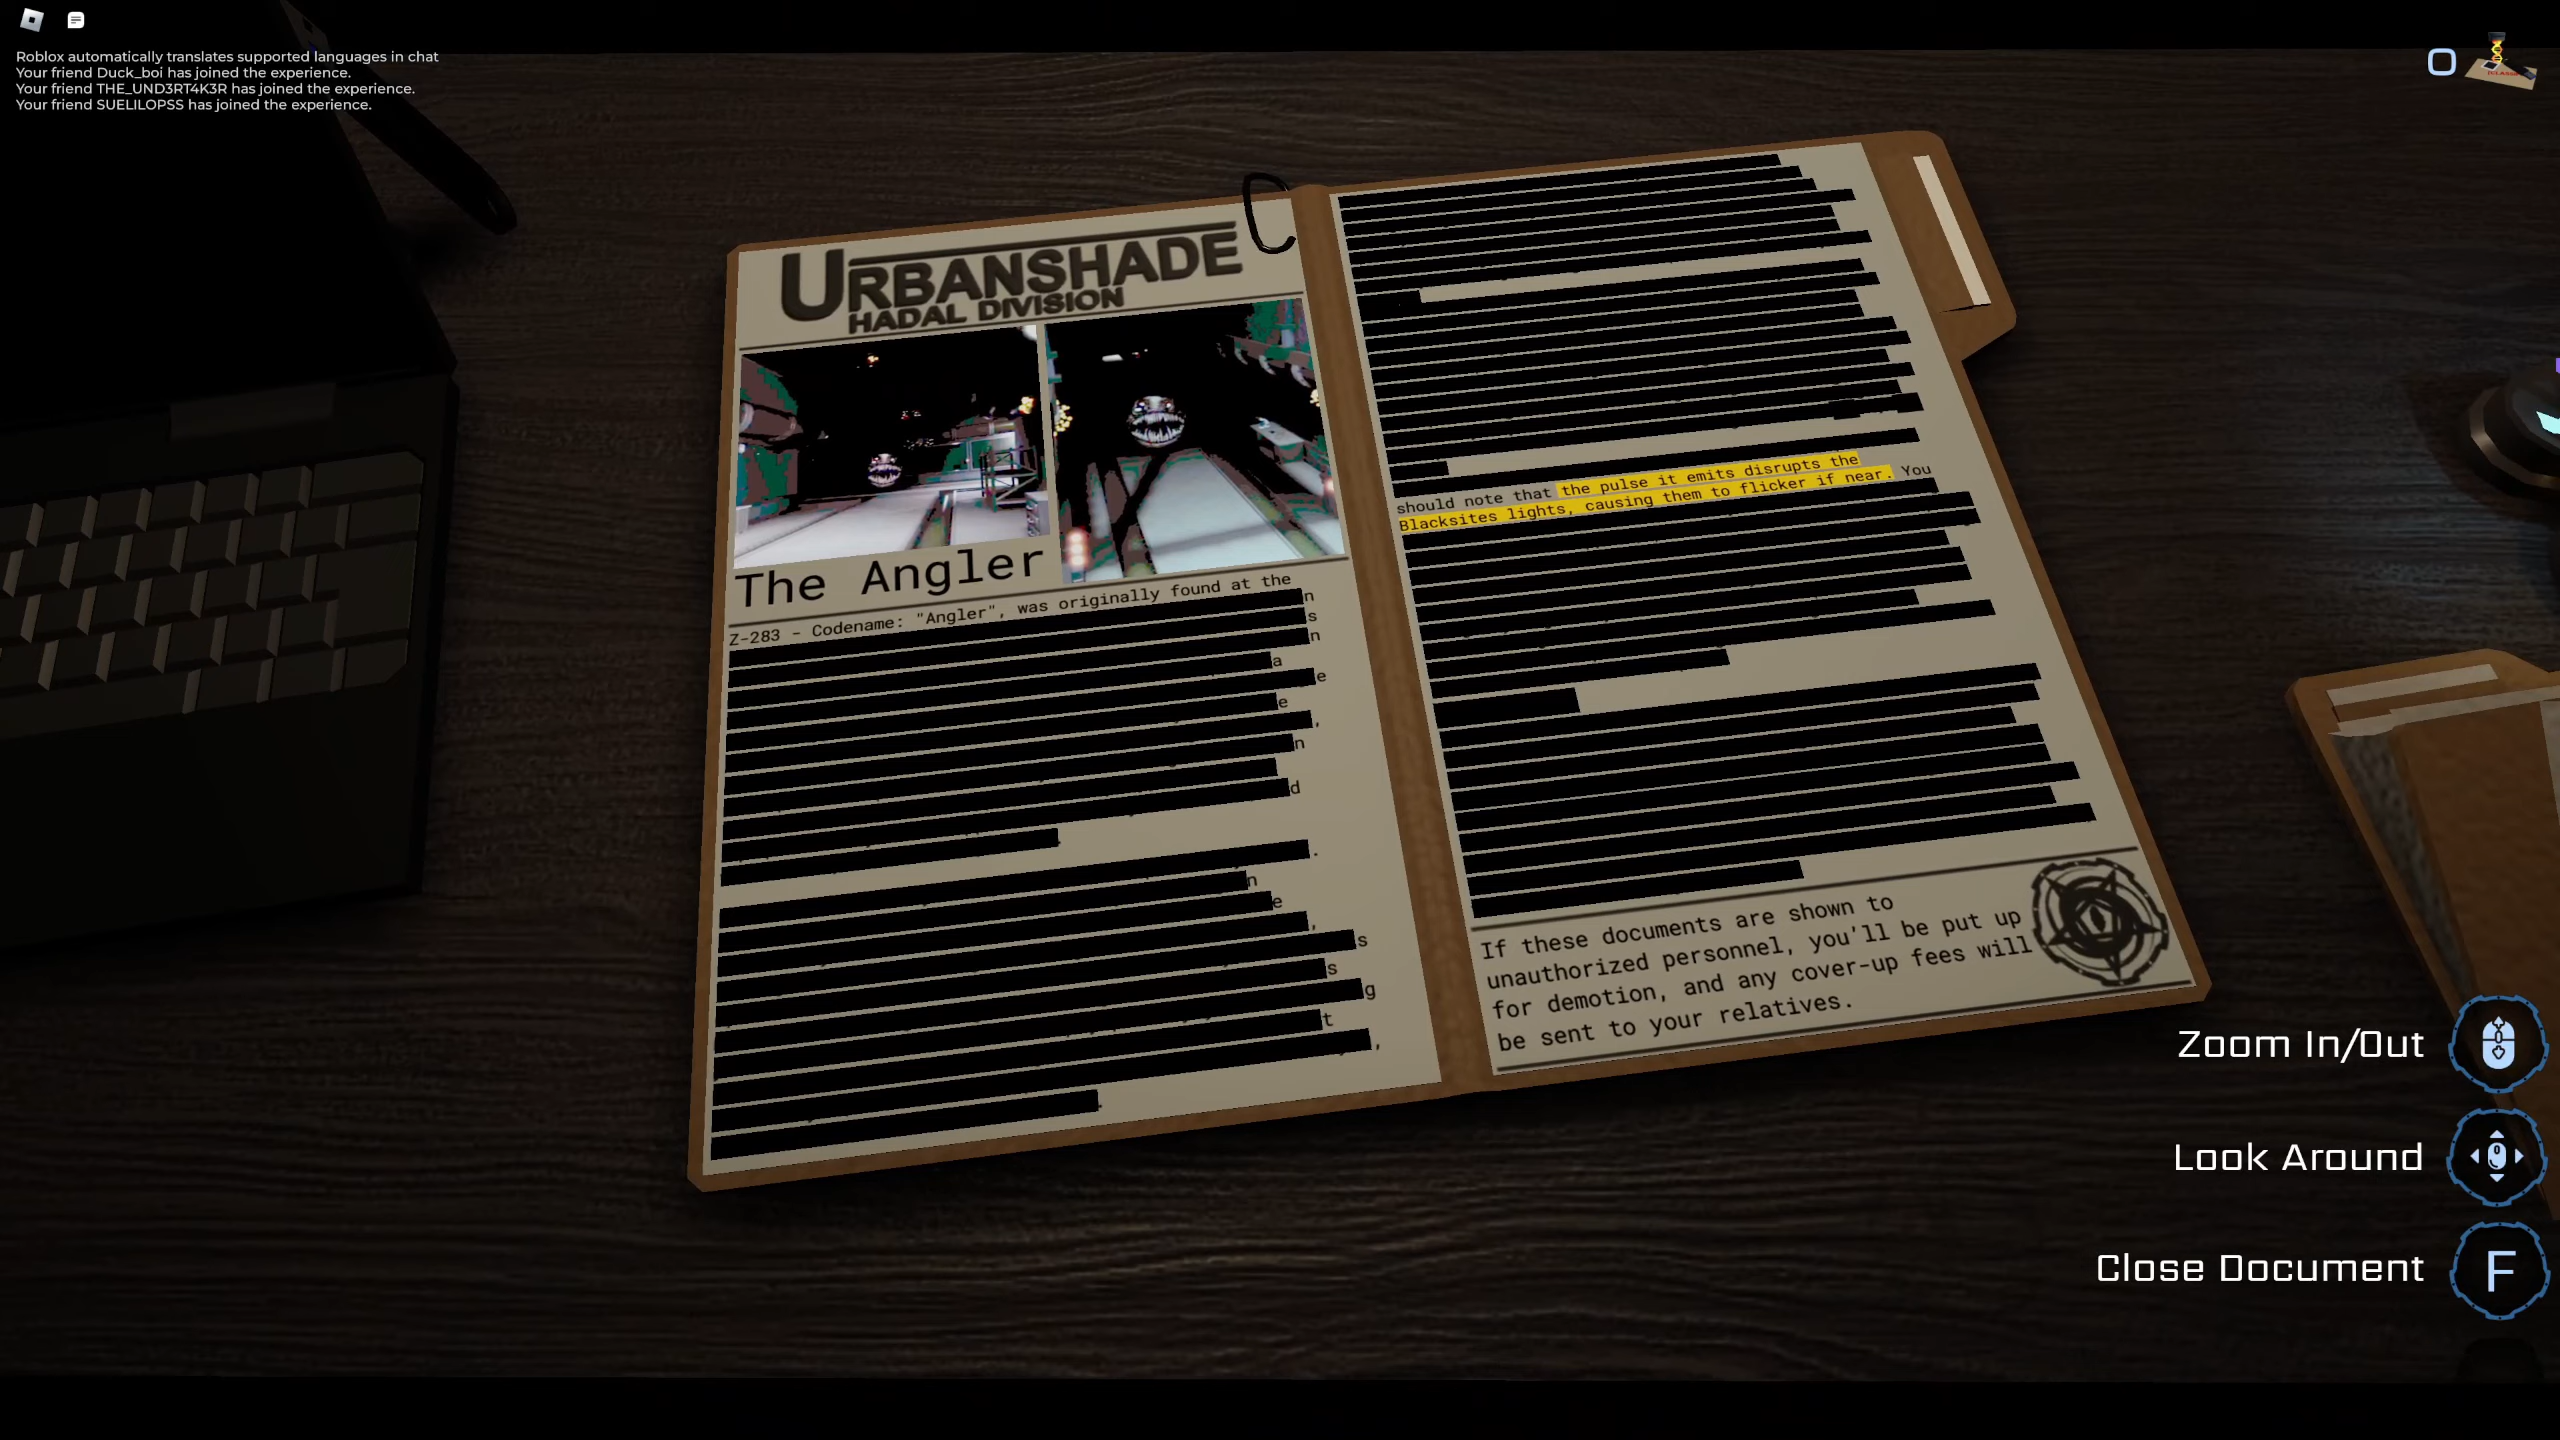 Roblox automatically translates supported languages in chat
Your friend Duck_boi has joined the experience.
Your friend THE_UND3RT4K3R has joined the experience.
Your friend SUELILOPSS has joined the experience.
URBANSHADE
HADAL DIVISION
The Angler
Z-283 - Codename: "Angler", was originally found at the
n
s
n
a
e
e
,
n
d
.
n
e
,
s
s
g
t
,
should note that the pulse it emits disrupts the
Blacksites lights, causing them to flicker if near. You
If these documents are shown to
unauthorized personnel, you'll be put up
for demotion, and any cover-up fees will
be sent to your relatives.
Zoom In/Out
Look Around
Close Document
F